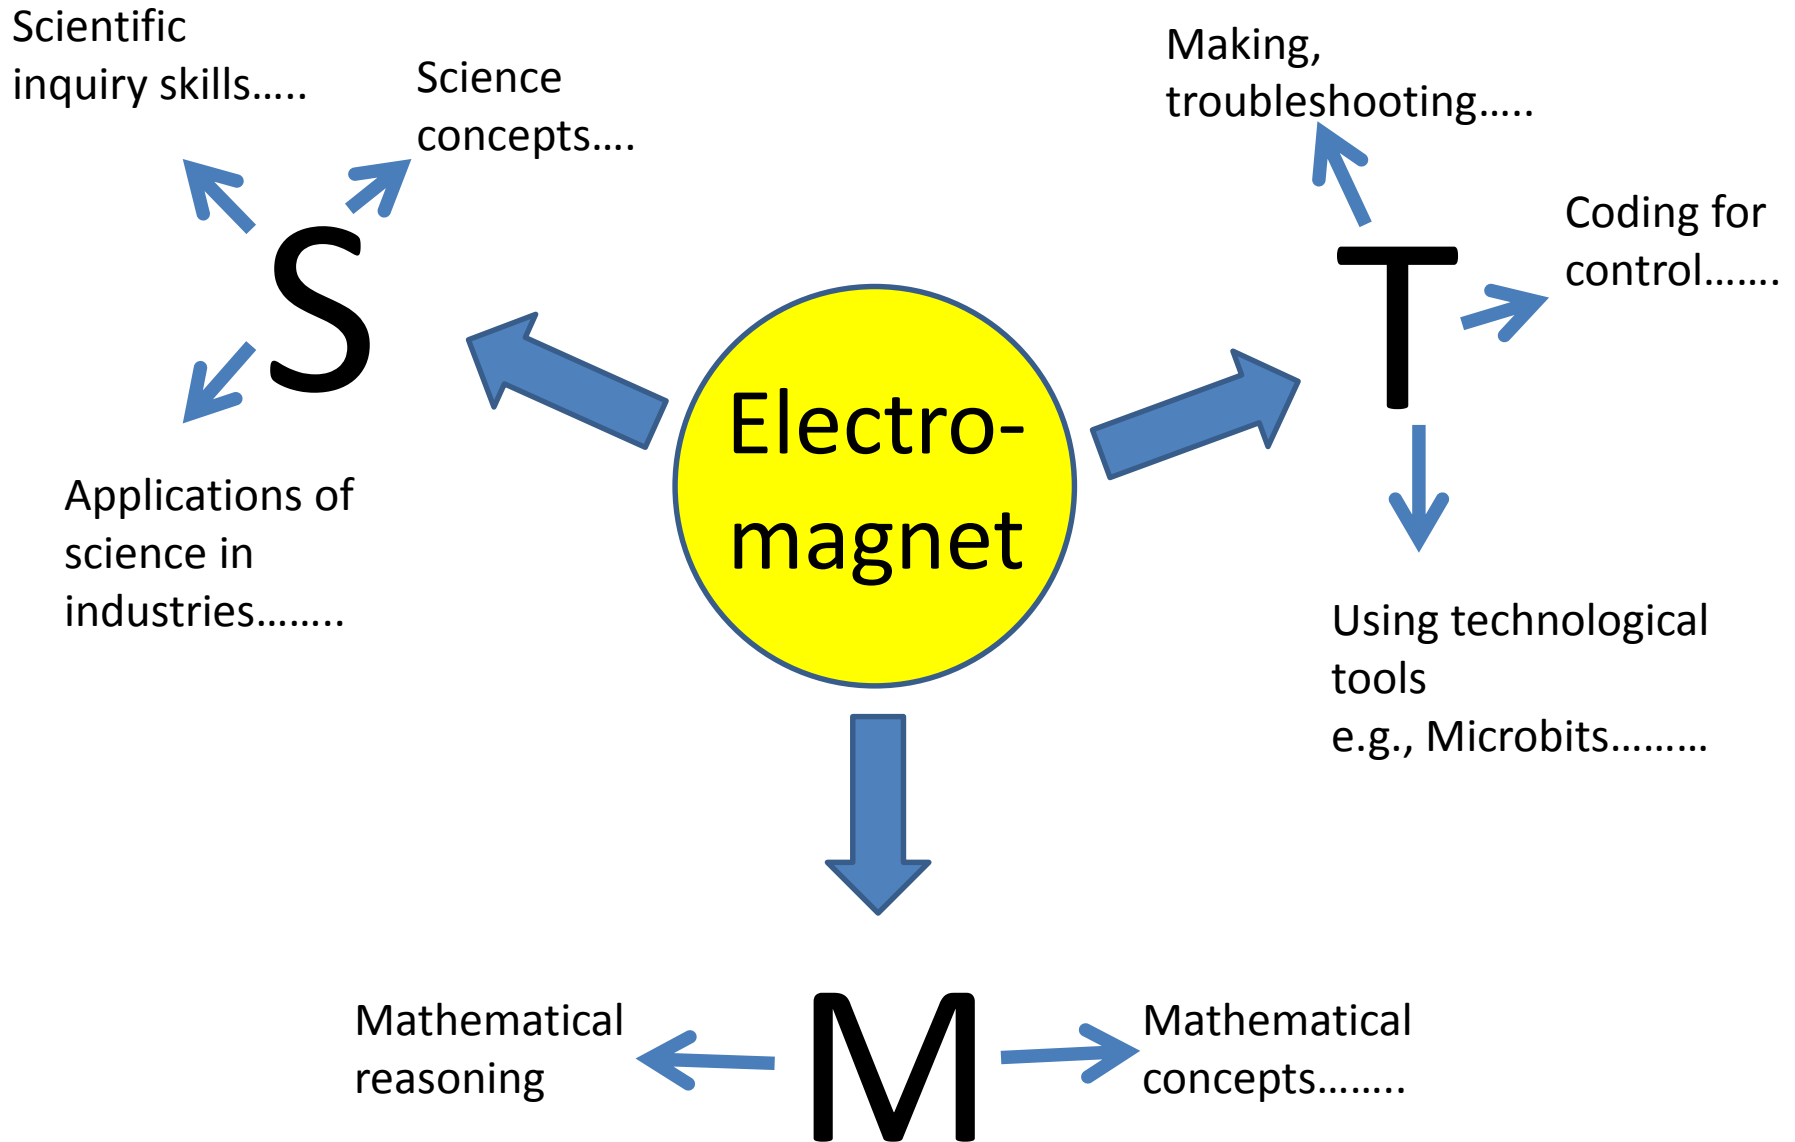 Scientific
inquiry skills.....
Science
concepts....
S
Applications of
science in
industries........
Electro-
magnet
Making,
troubleshooting.....
T
Coding for
control.......
Using technological
tools
e.g., Microbits.........
M
Mathematical
reasoning
Mathematical
concepts........